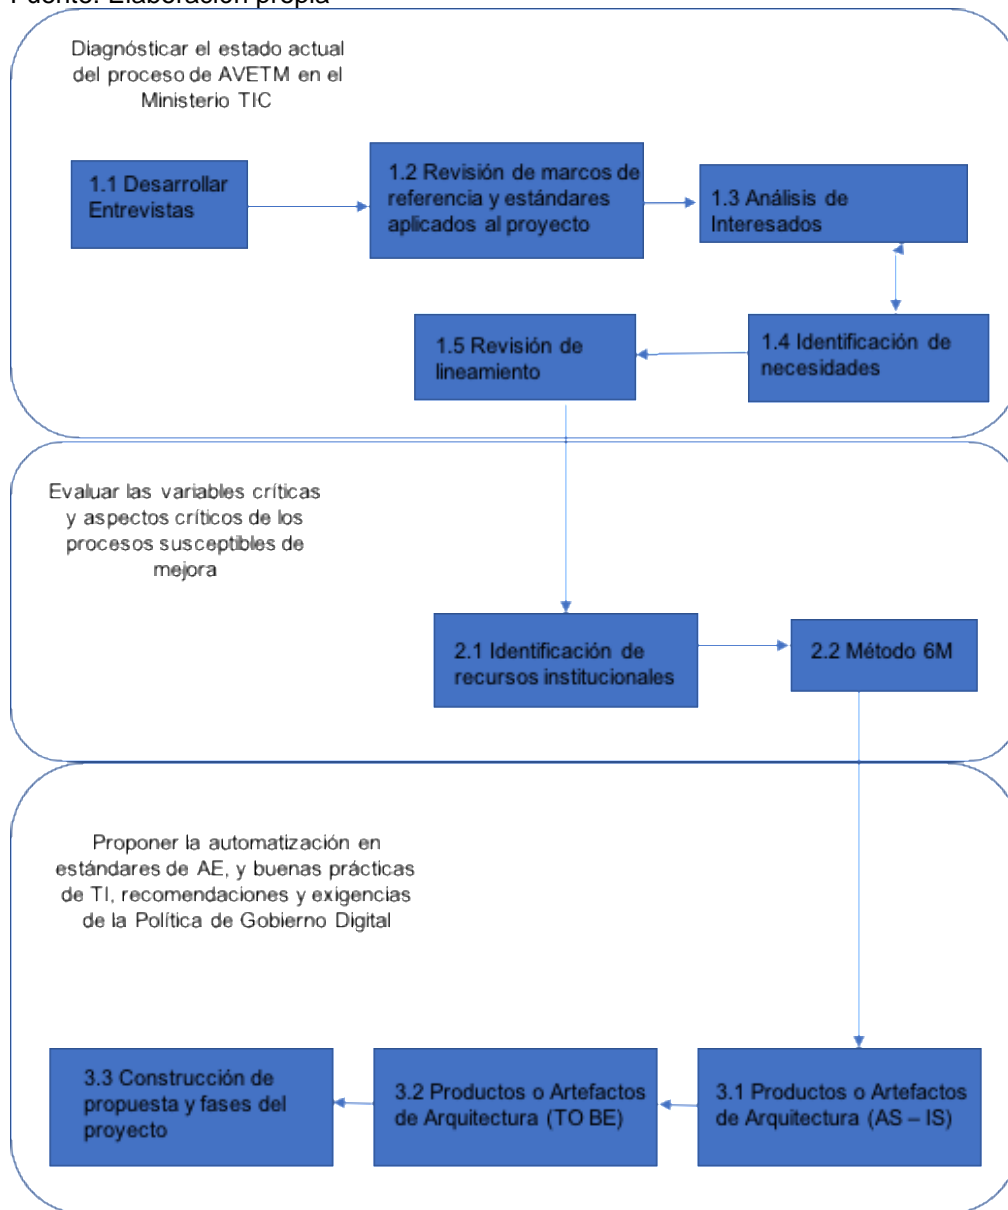 Fuente: Elaboración propia
Diagnósticar el estado actual
del proceso de AVETM en el
Ministerio TIC
1.1 Desarrollar
Entrevistas
1.2 Revisión de marcos de
referencia y estándares
aplicados al proyecto
1.3 Análisis de
Interesados
1.4 Identificación de
necesidades
1.5 Revisión de
lineamiento
Evaluar las variables críticas
y aspectos críticos de los
procesos susceptibles de
mejora
2.1 Identificación de
recursos institucionales
2.2 Método 6M
Proponer la automatización en
estándares de AE, y buenas prácticas
de TI, recomendaciones y exigencias
de la Política de Gobierno Digital
3.1 Productos o Artefactos
de Arquitectura (AS – IS)
3.2 Productos o Artefactos
de Arquitectura (TO BE)
3.3 Construcción de
propuesta y fases del
proyecto